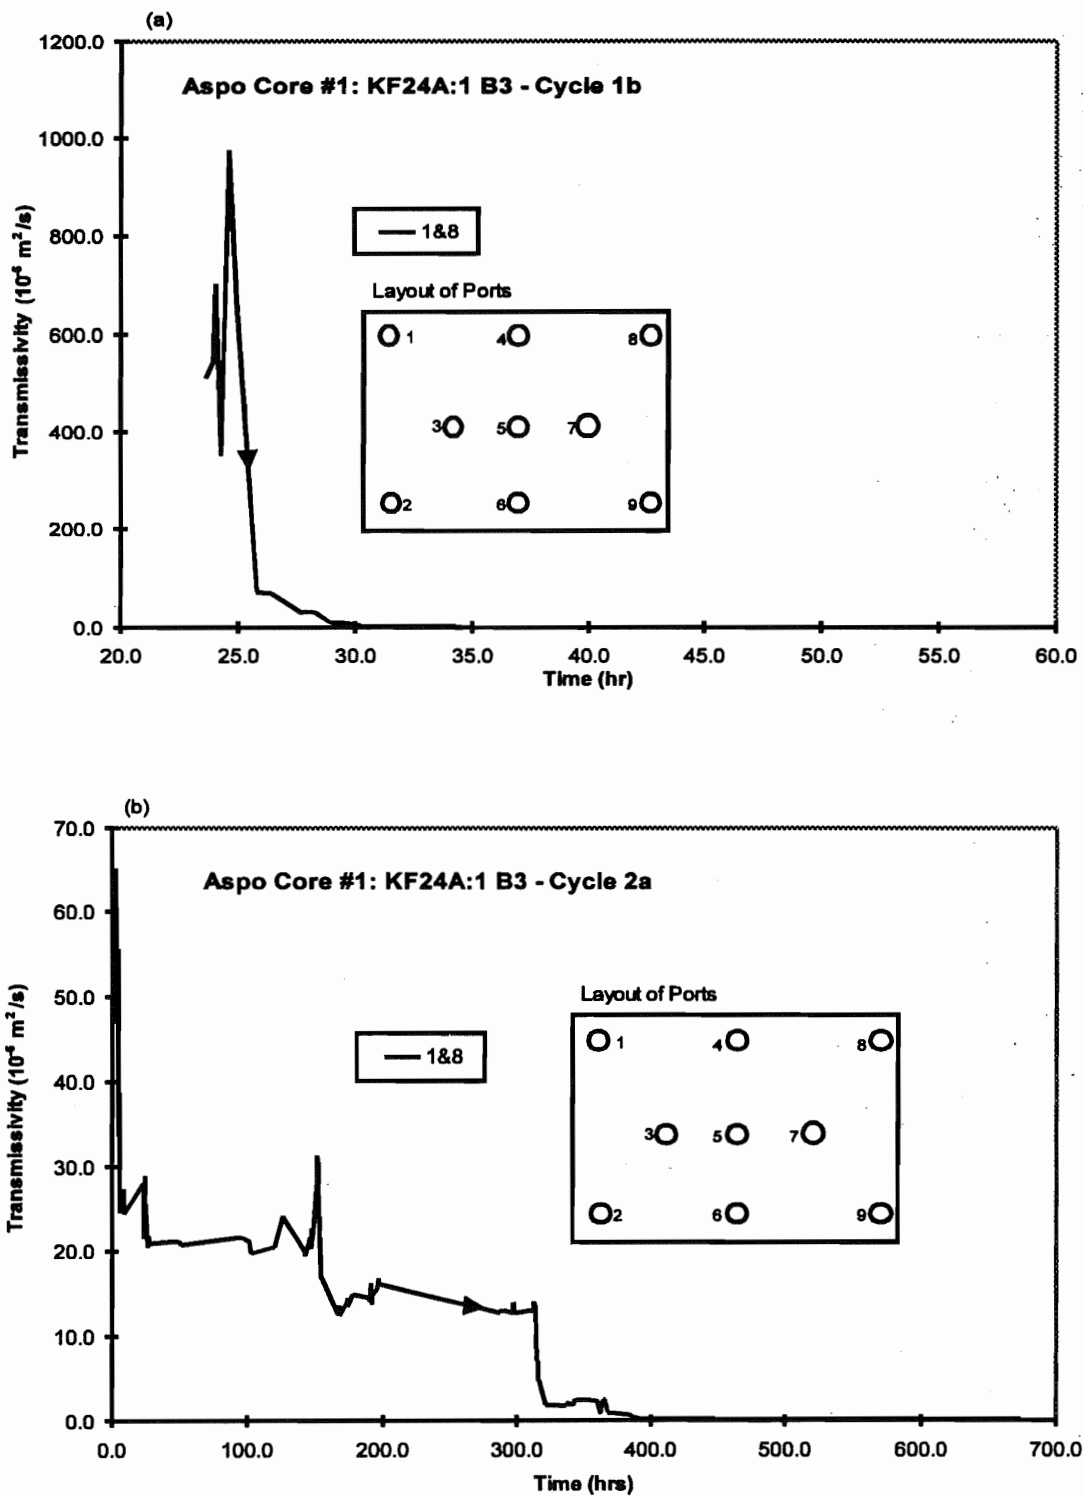 (a)
1200.0
Aspo Core #1: KF24A:1 B3 - Cycle 1b
1000.0
800.0
600.0
400.0
200.0
0.0
Transmissivity (10⁻⁶ m²/s)
1&8
Layout of Ports
1 4 8
3 5 7
2 6 9
20.0 25.0 30.0 35.0 40.0 45.0 50.0 55.0 60.0
Time (hr)
(b)
70.0
Aspo Core #1: KF24A:1 B3 - Cycle 2a
60.0
50.0
40.0
30.0
20.0
10.0
0.0
Transmissivity (10⁻⁶ m²/s)
Layout of Ports
1&8
1 4 8
3 5 7
2 6 9
0.0 100.0 200.0 300.0 400.0 500.0 600.0 700.0
Time (hrs)